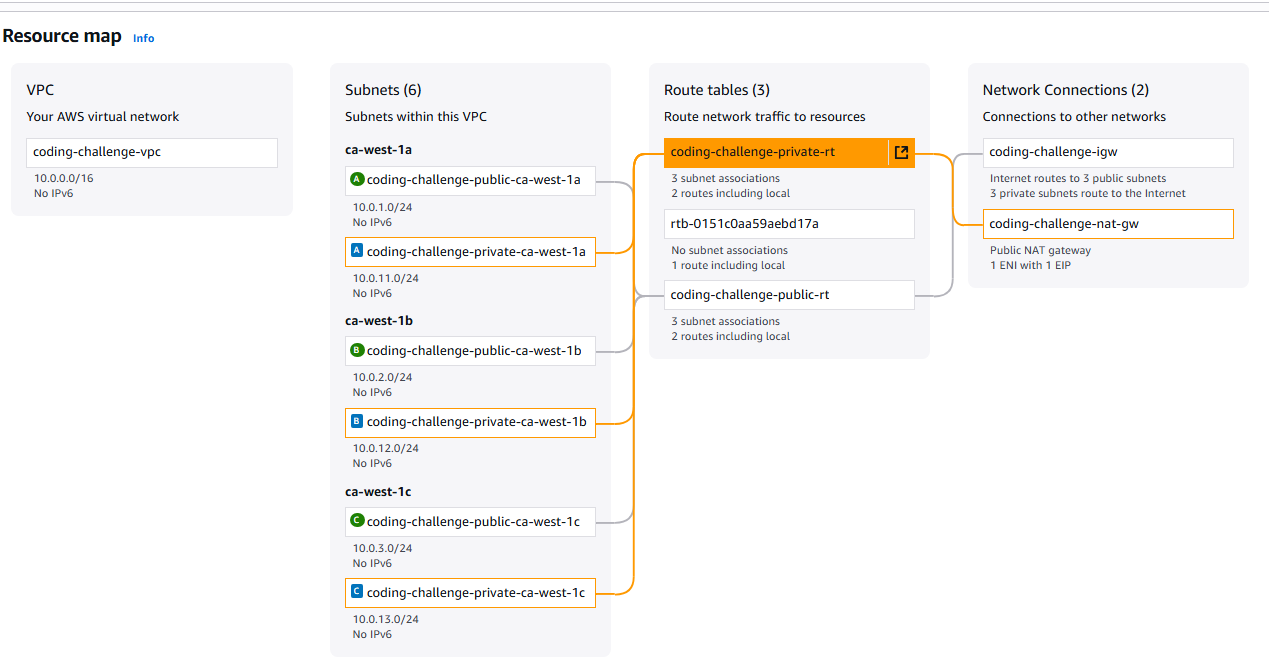 Resource map Info
VPC
Your AWS virtual network
coding-challenge-vpc
10.0.0.0/16
No IPv6
Subnets (6)
Subnets within this VPC
ca-west-1a
A coding-challenge-public-ca-west-1a
10.0.1.0/24
No IPv6
A coding-challenge-private-ca-west-1a
10.0.11.0/24
No IPv6
ca-west-1b
B coding-challenge-public-ca-west-1b
10.0.2.0/24
No IPv6
B coding-challenge-private-ca-west-1b
10.0.12.0/24
No IPv6
ca-west-1c
C coding-challenge-public-ca-west-1c
10.0.3.0/24
No IPv6
C coding-challenge-private-ca-west-1c
10.0.13.0/24
No IPv6
Route tables (3)
Route network traffic to resources
coding-challenge-private-rt
3 subnet associations
2 routes including local
rtb-0151c0aa59aebd17a
No subnet associations
1 route including local
coding-challenge-public-rt
3 subnet associations
2 routes including local
Network Connections (2)
Connections to other networks
coding-challenge-igw
Internet routes to 3 public subnets
3 private subnets route to the Internet
coding-challenge-nat-gw
Public NAT gateway
1 ENI with 1 EIP